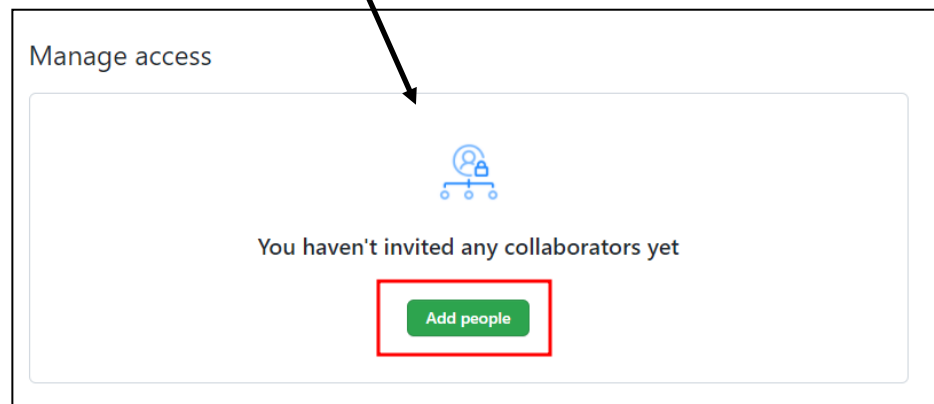 Manage access
You haven't invited any collaborators yet
Add people